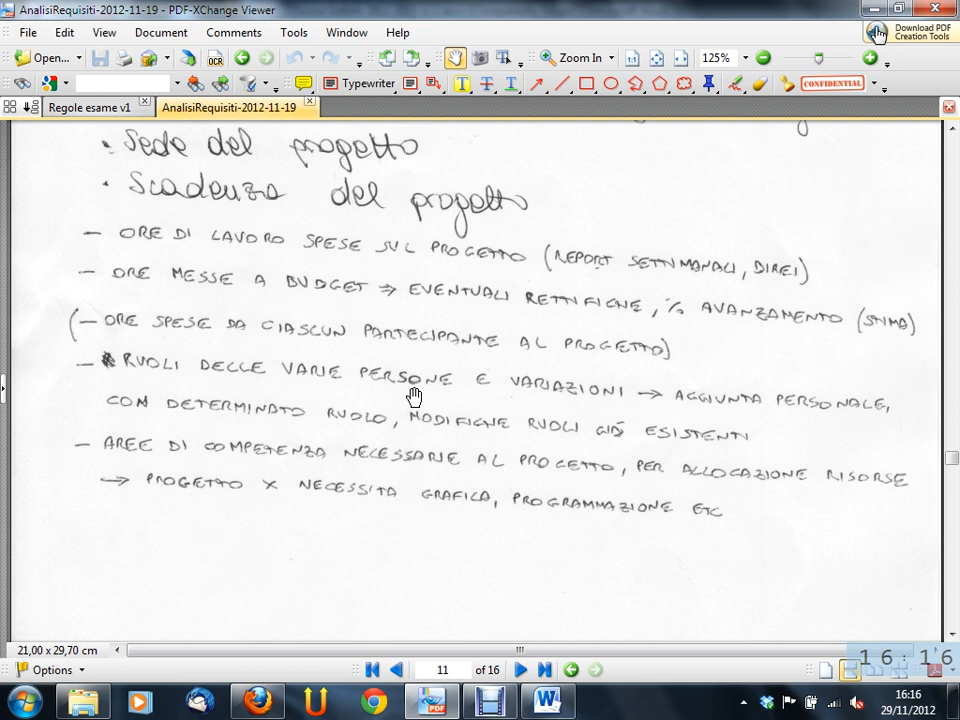 AnalisiRequisiti-2012-11-19 - PDF-XChange Viewer
File Edit View Document Comments Tools Window Help
Download PDF Creation Tools
Open... OCR Zoom In 125%
Typewriter CONFIDENTIAL
Regole esame v1 AnalisiRequisiti-2012-11-19
• Sede del progetto
• Scadenza del progetto
– ORE DI LAVORO SPESE SUL PROGETTO (REPORT SETTIMANALI, DIREI)
– ORE MESSE A BUDGET ⇒ EVENTUALI RETTIFICHE, % AVANZAMENTO (STIMA)
(– ORE SPESE DA CIASCUN PARTECIPANTE AL PROGETTO)
– RUOLI DELLE VARIE PERSONE E VARIAZIONI → AGGIUNTA PERSONALE,
CON DETERMINATO RUOLO, MODIFICHE RUOLI GIÀ ESISTENTI
– AREE DI COMPETENZA NECESSARIE AL PROGETTO, PER ALLOCAZIONE RISORSE
→ PROGETTO X NECESSITA GRAFICA, PROGRAMMAZIONE ETC
21,00 x 29,70 cm
16:16
Options 11 of 16
16:16
29/11/2012